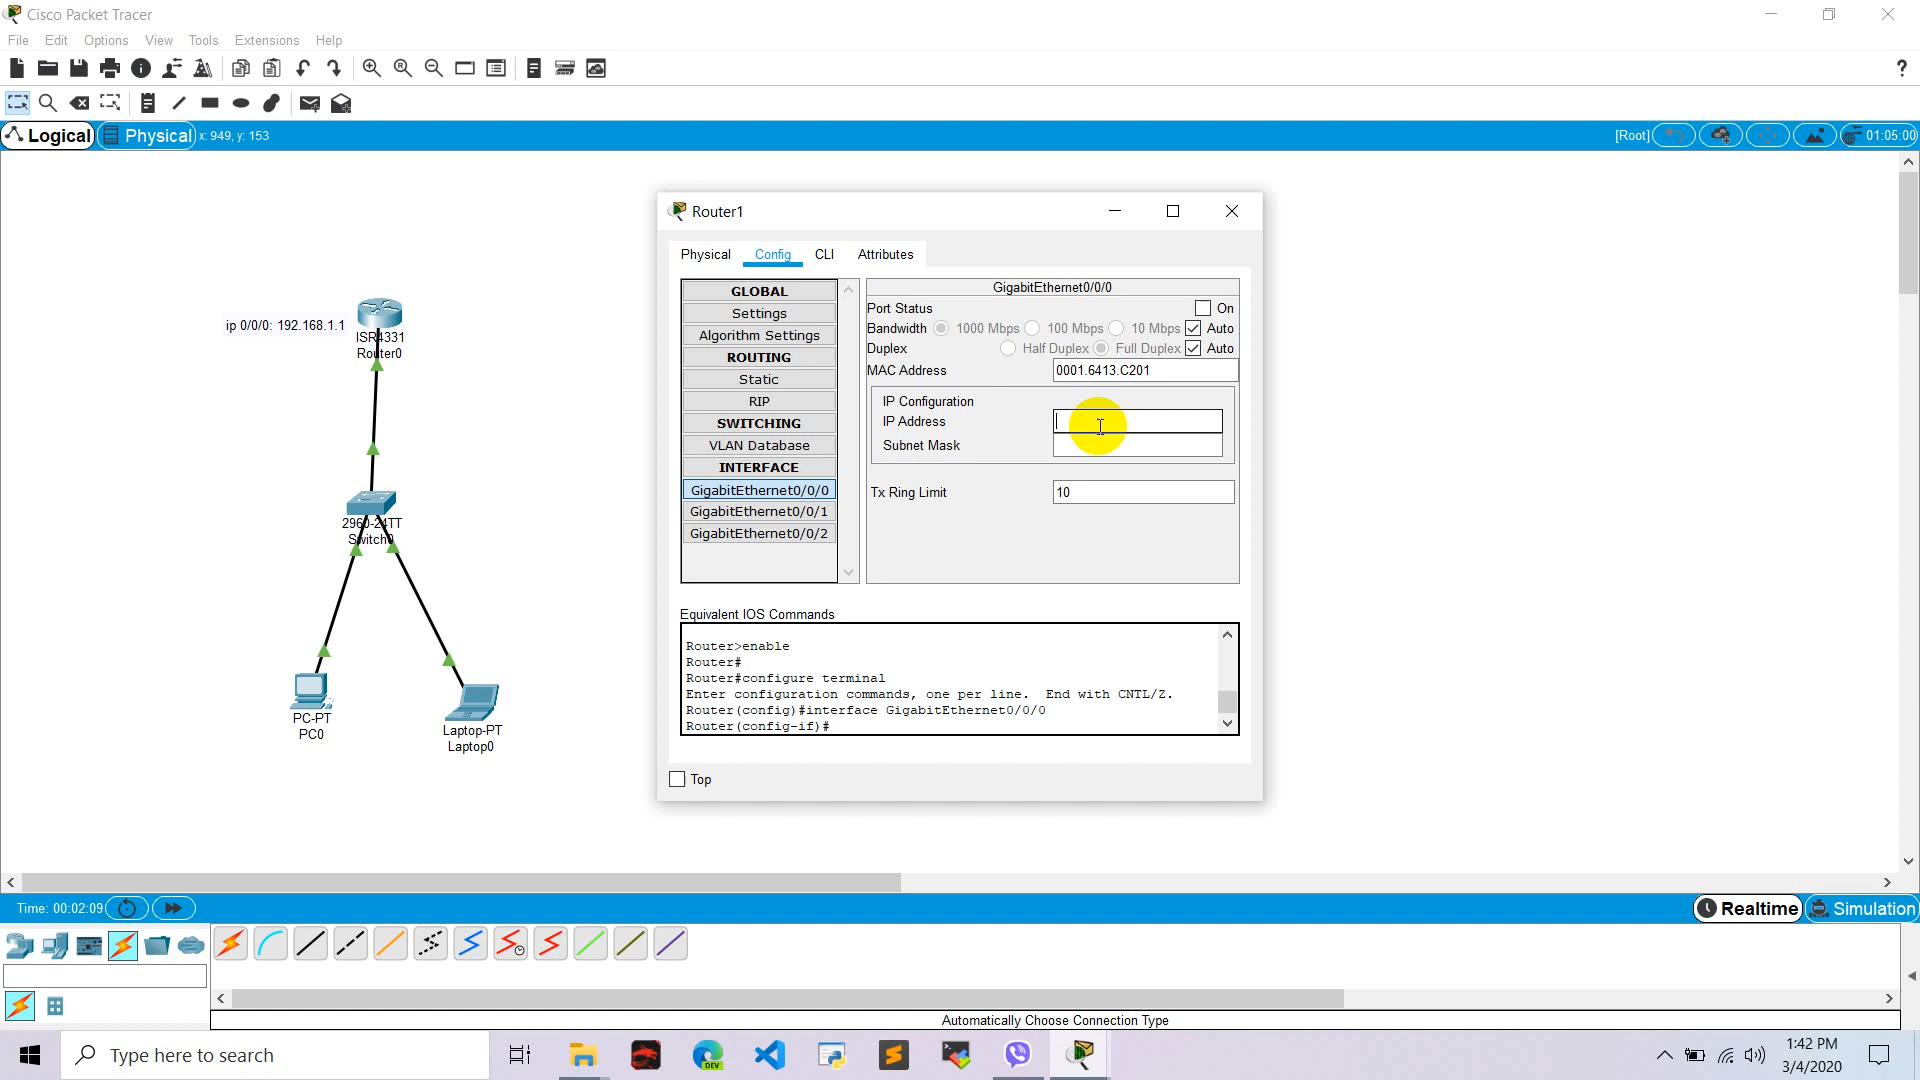 Cisco Packet Tracer
File Edit Options View Tools Extensions Help
?
Logical Physical x: 949, y: 153 [Root] 01:05:00
Router1
Physical Config CLI Attributes
GLOBAL
Settings
Algorithm Settings
ROUTING
Static
RIP
SWITCHING
VLAN Database
INTERFACE
GigabitEthernet0/0/0
GigabitEthernet0/0/1
GigabitEthernet0/0/2
GigabitEthernet0/0/0
Port Status On
Bandwidth 1000 Mbps 100 Mbps 10 Mbps Auto
Duplex Half Duplex Full Duplex Auto
MAC Address 0001.6413.C201
IP Configuration
IP Address
Subnet Mask
Tx Ring Limit 10
Equivalent IOS Commands
Router>enable
Router#
Router#configure terminal
Enter configuration commands, one per line. End with CNTL/Z.
Router(config)#interface GigabitEthernet0/0/0
Router(config-if)#
Top
ip 0/0/0: 192.168.1.1
ISR4331
Router0
2960-24TT
Switch0
PC-PT
PC0
Laptop-PT
Laptop0
Time: 00:02:09 Realtime Simulation
Automatically Choose Connection Type
Type here to search
DEV
1:42 PM
3/4/2020